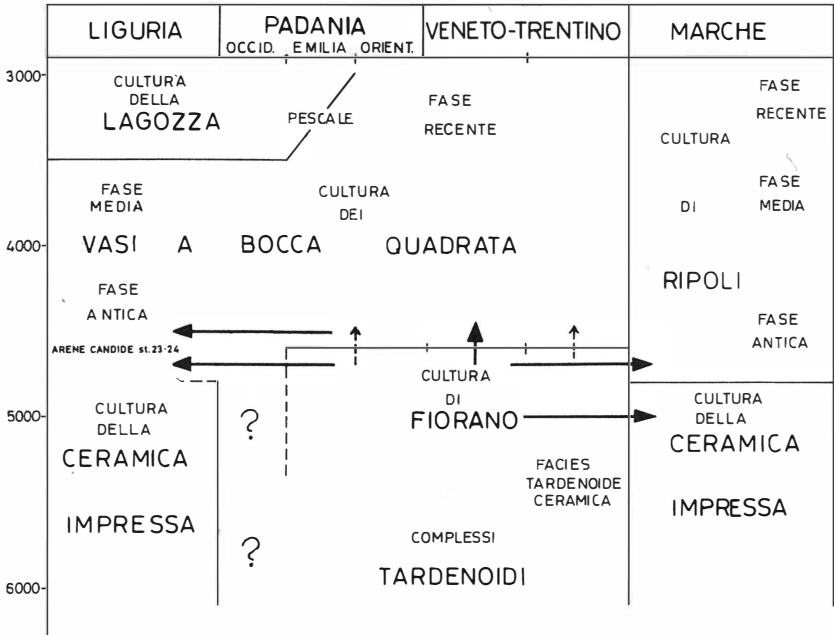 LIGURIA
PADANIA
OCCID. EMILIA ORIENT.
VENETO-TRENTINO
MARCHE
3000
4000
5000
6000
CULTURA
DELLA
LAGOZZA
PESCALE
FASE
RECENTE
FASE
RECENTE
CULTURA
FASE
MEDIA
CULTURA
DEI
DI
FASE
MEDIA
VASI A BOCCA QUADRATA
RIPOLI
FASE
ANTICA
FASE
ANTICA
ARENE CANDIDE st. 23-24
CULTURA
DI
FIORANO
CULTURA
DELLA
CERAMICA
IMPRESSA
?
?
FACIES
TARDENOIDE
CERAMICA
COMPLESSI
TARDENOIDI
CULTURA
DELLA
CERAMICA
IMPRESSA